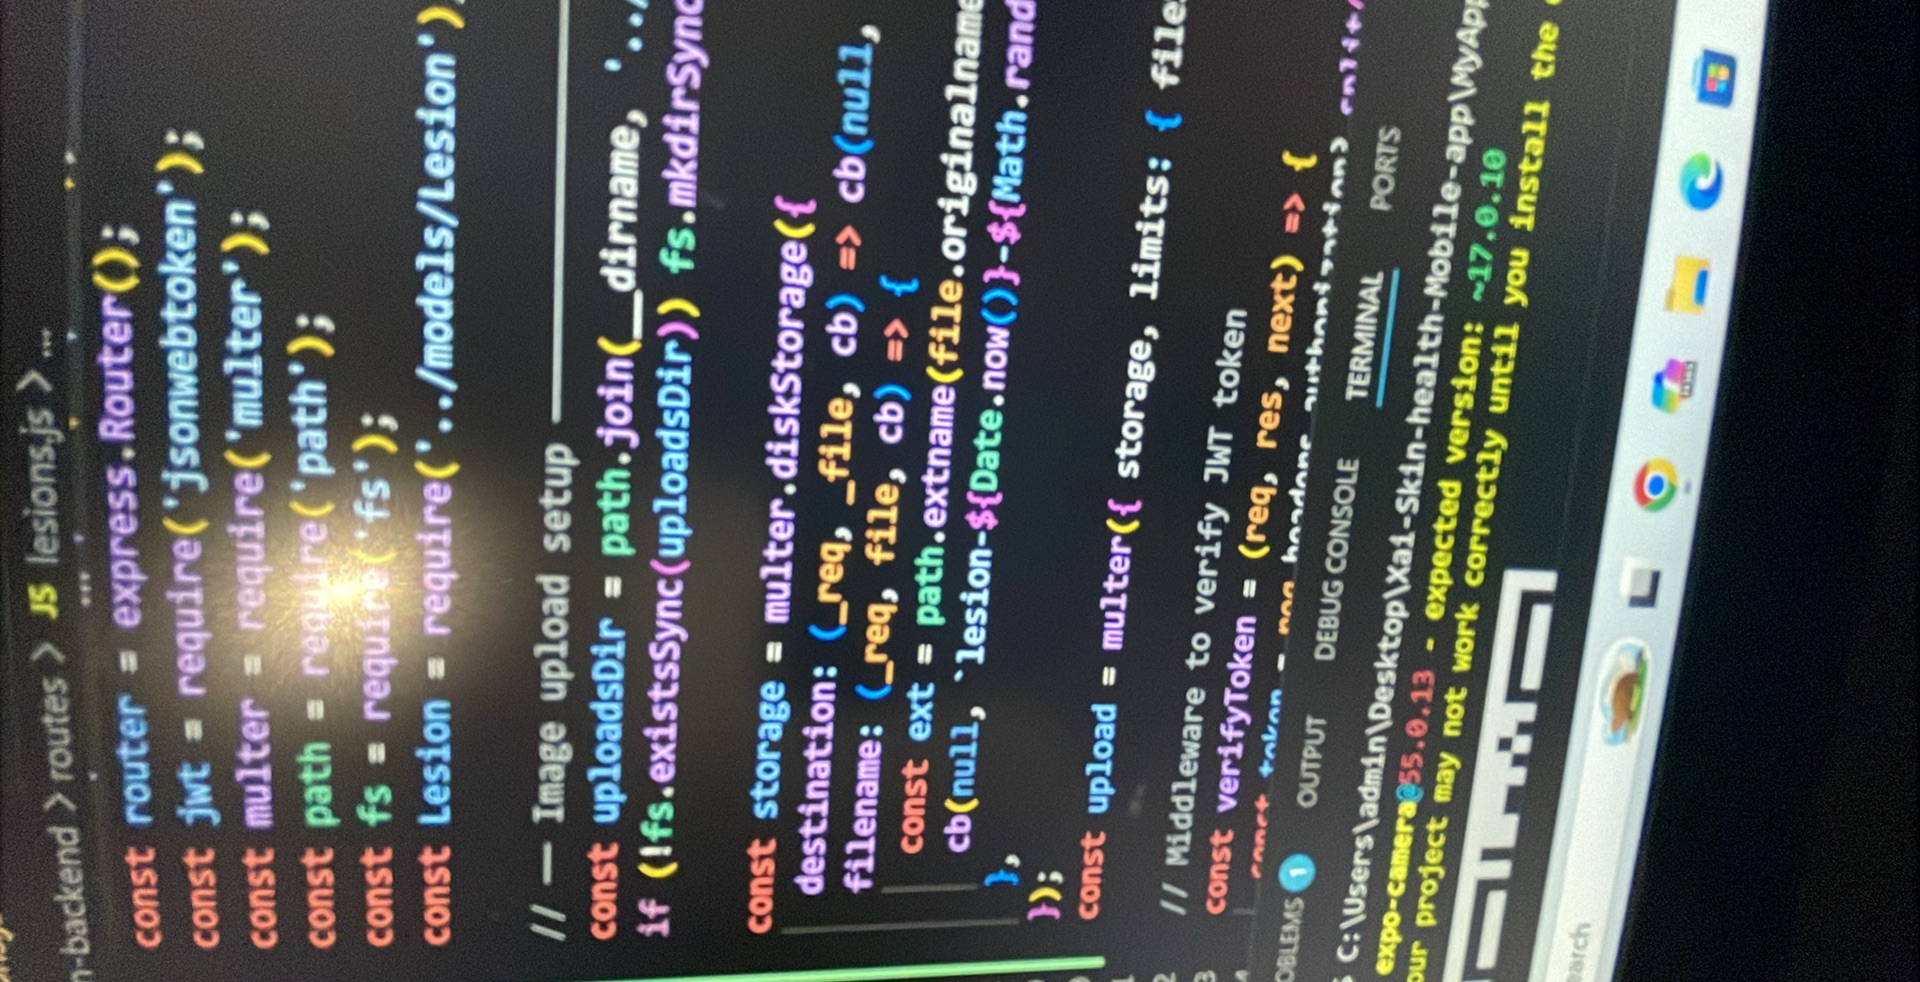 n-backend > routes > JS lesions.js > ...
const router = express.Router();
const jwt = require('jsonwebtoken');
const multer = require('multer');
const path = require('path');
const fs = require('fs');
const Lesion = require('../models/Lesion')
// — Image upload setup
const uploadsDir = path.join(__dirname, '../
if (!fs.existsSync(uploadsDir)) fs.mkdirSync
const storage = multer.diskStorage({
destination: (_req, _file, cb) => cb(null,
filename: (_req, file, cb) => {
const ext = path.extname(file.originalname
cb(null, `lesion-${Date.now()}-${Math.rand
},
});
const upload = multer({ storage, limits: { file
// Middleware to verify JWT token
const verifyToken = (req, res, next) => {
const token = req.headers.authorization?.split(
OBLEMS 1 OUTPUT DEBUG CONSOLE TERMINAL PORTS
C:\Users\admin\Desktop\Xai-Skin-health-Mobile-app\MyApp
expo-camera@55.0.13 - expected version: ~17.0.10
our project may not work correctly until you install the
earch